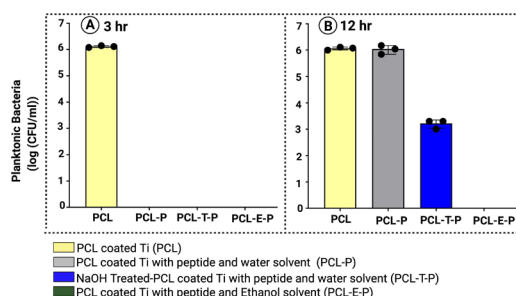 A 3 hr
B 12 hr
Planktonic Bacteria
(log (CFU/ml))
7
6
5
4
3
2
1
0
PCL PCL-P PCL-T-P PCL-E-P
7
6
5
4
3
2
1
0
PCL PCL-P PCL-T-P PCL-E-P
PCL coated Ti (PCL)
PCL coated Ti with peptide and water solvent (PCL-P)
NaOH Treated-PCL coated Ti with peptide and water solvent (PCL-T-P)
PCL coated Ti with peptide and Ethanol solvent (PCL-E-P)